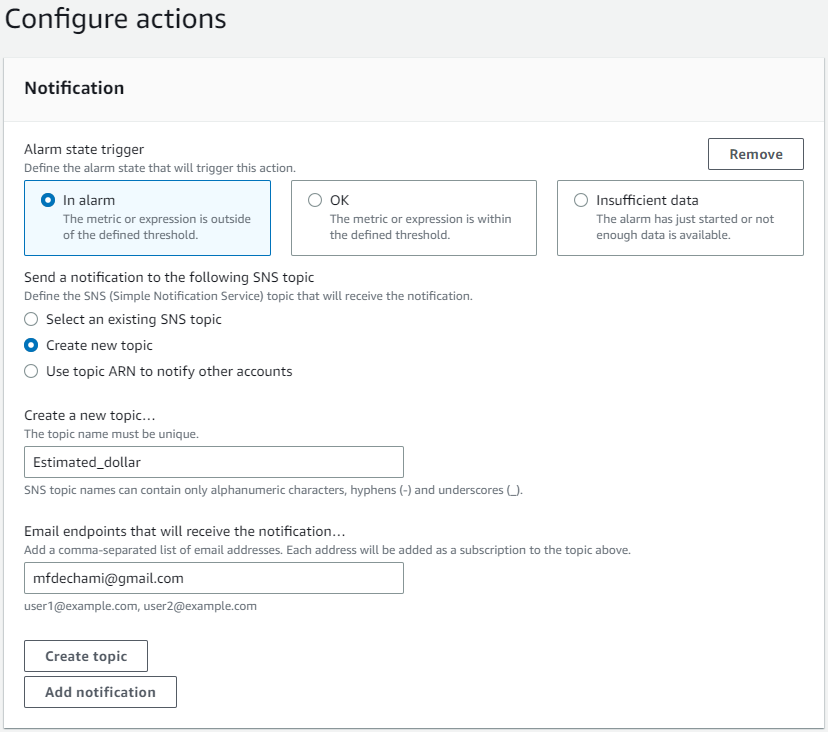 Configure actions
Notification
Alarm state trigger
Define the alarm state that will trigger this action.
Remove
In alarm
The metric or expression is outside
of the defined threshold.
OK
The metric or expression is within
the defined threshold.
Insufficient data
The alarm has just started or not
enough data is available.
Send a notification to the following SNS topic
Define the SNS (Simple Notification Service) topic that will receive the notification.
Select an existing SNS topic
Create new topic
Use topic ARN to notify other accounts
Create a new topic…
The topic name must be unique.
Estimated_dollar
SNS topic names can contain only alphanumeric characters, hyphens (-) and underscores (_).
Email endpoints that will receive the notification…
Add a comma-separated list of email addresses. Each address will be added as a subscription to the topic above.
mfdechami@gmail.com
user1@example.com, user2@example.com
Create topic
Add notification